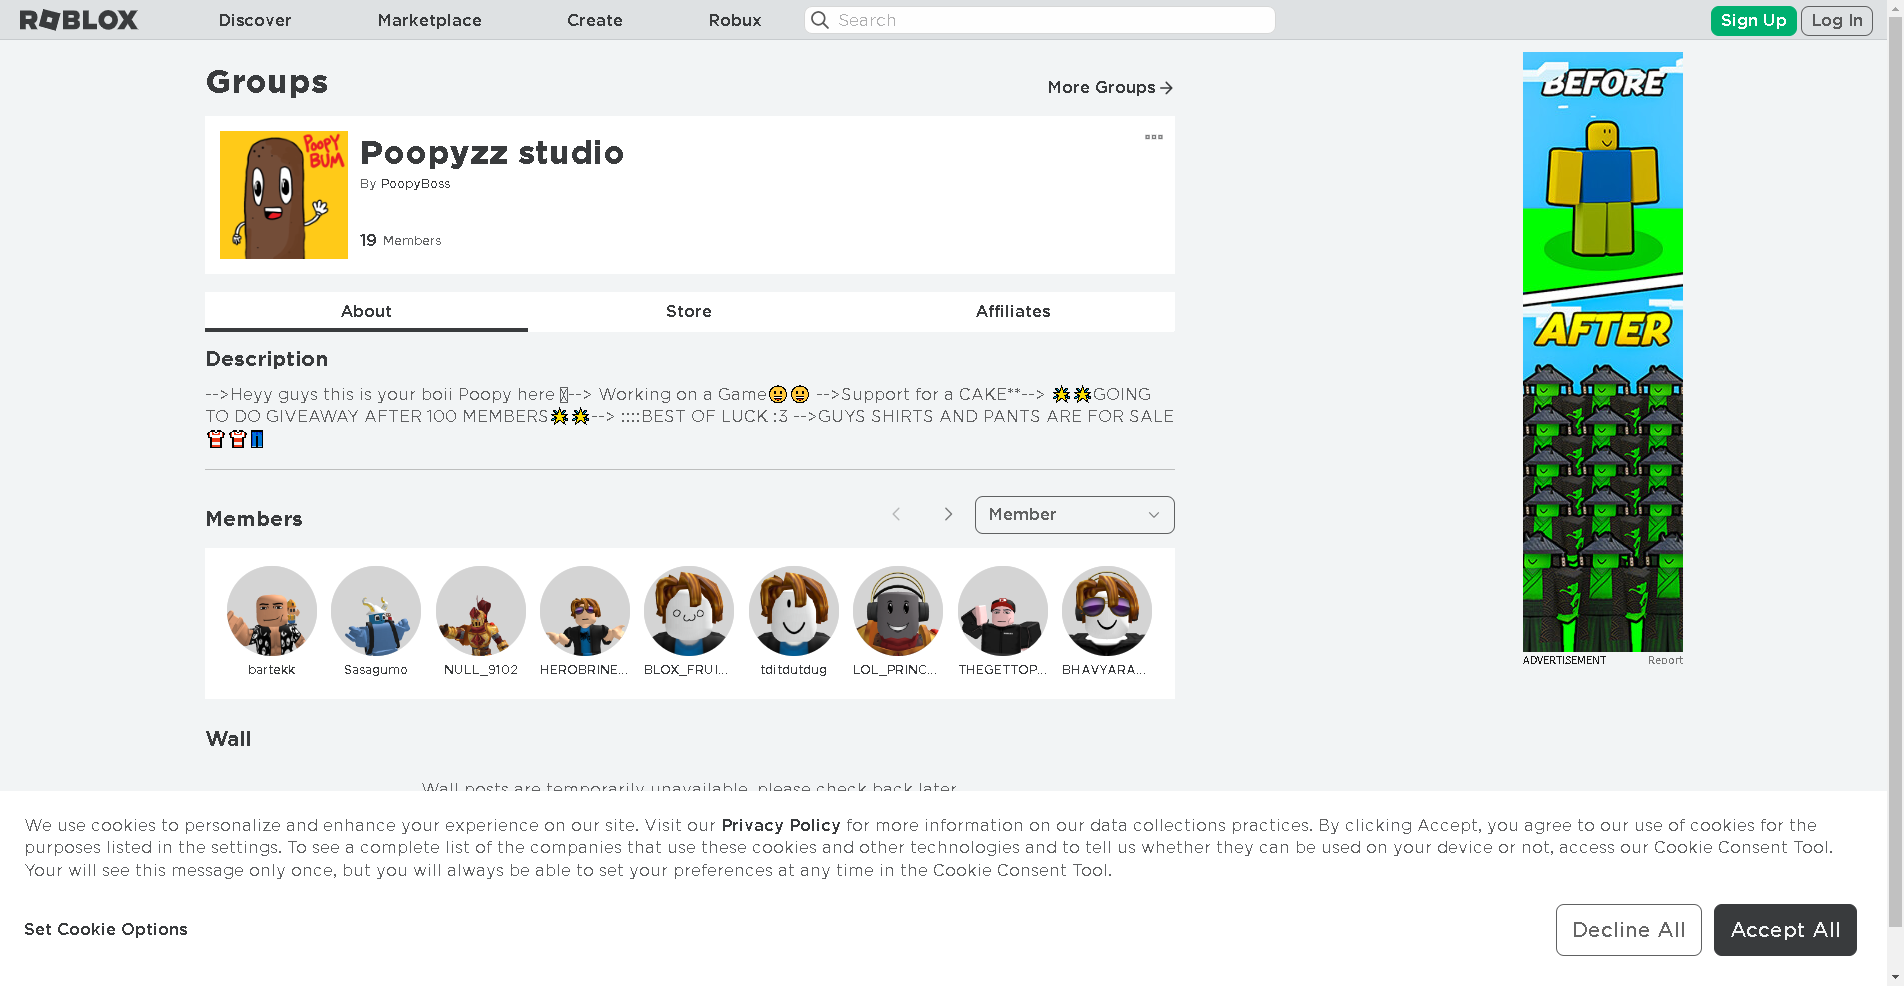 ROBLOX Discover Marketplace Create Robux Search Sign Up Log In
Groups
More Groups
POOPY BUM
Poopyzz studio
By PoopyBoss
19 Members
About Store Affiliates
Description
-->Heyy guys this is your boii Poopy here --> Working on a Game😀😀 -->Support for a CAKE**--> 🌟🌟GOING
TO DO GIVEAWAY AFTER 100 MEMBERS🌟🌟--> ::::BEST OF LUCK :3 -->GUYS SHIRTS AND PANTS ARE FOR SALE
👕👕👖
Members
Member
bartekk Sasagumo NULL_9102 HEROBRINE... BLOX_FRUI... tditdutdug LOL_PRINC... THEGETTOP... BHAVYARA...
Wall
Wall posts are temporarily unavailable, please check back later.
BEFORE
AFTER
ADVERTISEMENT Report
We use cookies to personalize and enhance your experience on our site. Visit our Privacy Policy for more information on our data collections practices. By clicking Accept, you agree to our use of cookies for the
purposes listed in the settings. To see a complete list of the companies that use these cookies and other technologies and to tell us whether they can be used on your device or not, access our Cookie Consent Tool.
Your will see this message only once, but you will always be able to set your preferences at any time in the Cookie Consent Tool.
Set Cookie Options
Decline All
Accept All